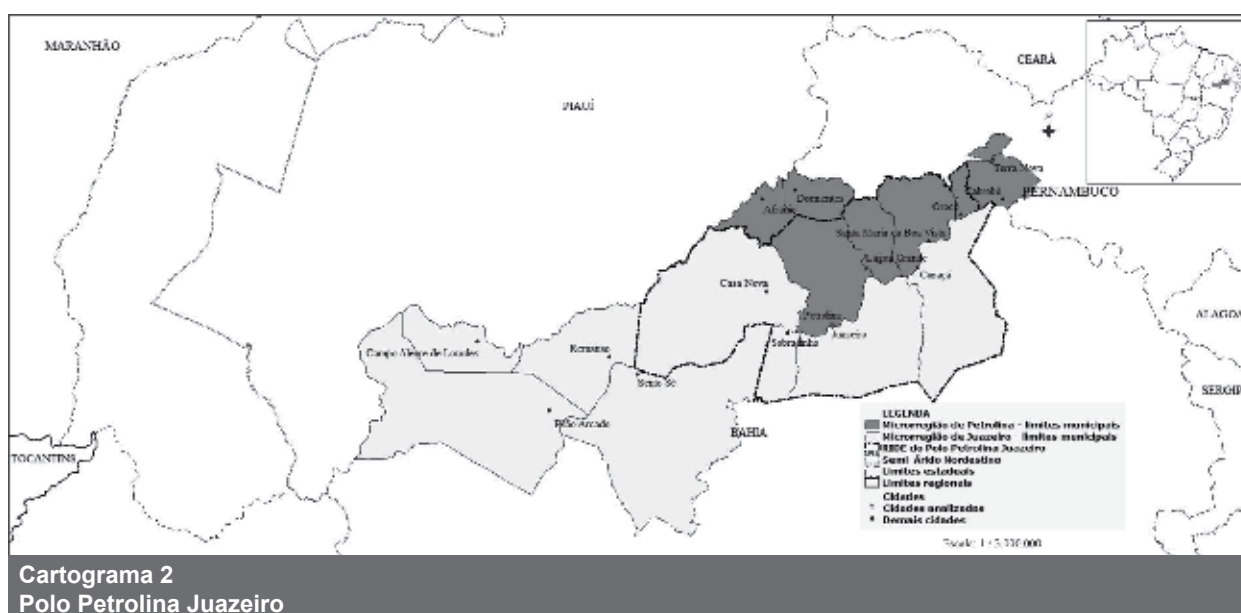 MARANHÃO
CEARÁ
PIAUÍ
Terra Nova
PERNAMBUCO
Dormentes
Afrânio
Santa Maria da Boa Vista
Lagoa Grande
Curaçá
Casa Nova
Petrolina
Juazeiro
Sobradinho
ALAGOA
Campo Alegre de Lourdes
Remanso
Sento Sé
SERGIP
Pilão Arcado
BAHIA
TOCANTINS
LEGENDA
Microrregião de Petrolina - limites municipais
Microrregião de Juazeiro - limites municipais
RIDE do Polo Petrolina Juazeiro
Semi Árido Nordestino
Limites estaduais
Limites regionais
Cidades
Cidades analizadas
Demais cidades
Cartograma 2
Polo Petrolina Juazeiro